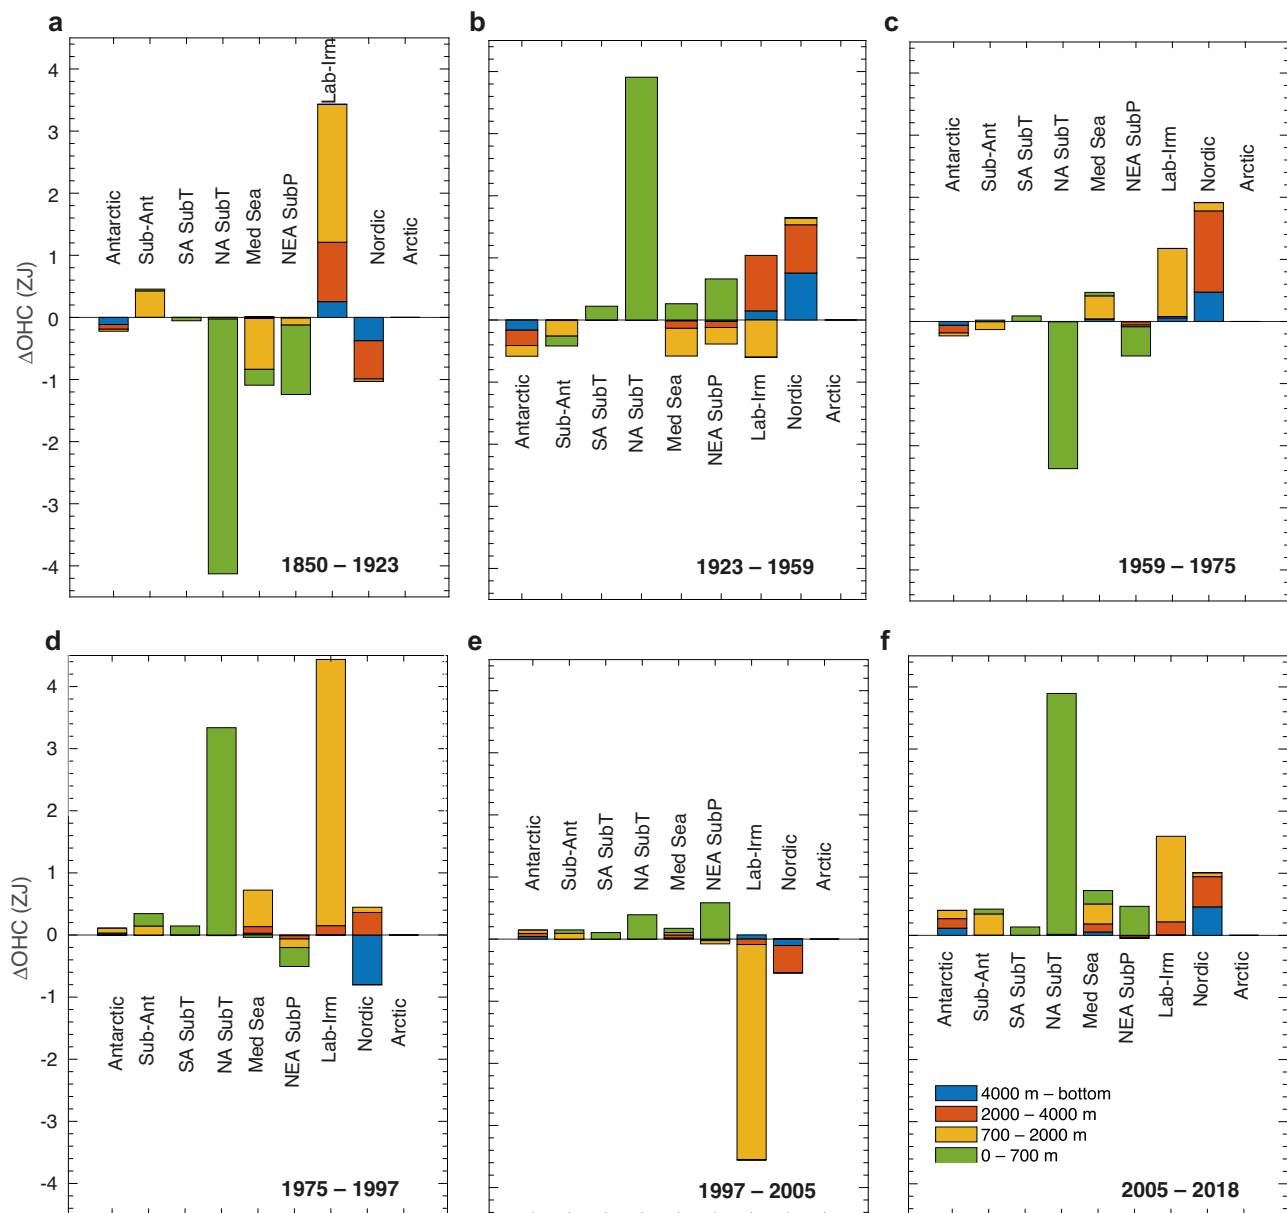 a
ΔOHC (ZJ)
4
3
2
1
0
-1
-2
-3
-4
Antarctic
Sub-Ant
SA SubT
NA SubT
Med Sea
NEA SubP
Lab-Irm
Nordic
Arctic
1850 – 1923
b
Antarctic
Sub-Ant
SA SubT
NA SubT
Med Sea
NEA SubP
Lab-Irm
Nordic
Arctic
1923 – 1959
c
Antarctic
Sub-Ant
SA SubT
NA SubT
Med Sea
NEA SubP
Lab-Irm
Nordic
Arctic
1959 – 1975
d
ΔOHC (ZJ)
4
3
2
1
0
-1
-2
-3
-4
Antarctic
Sub-Ant
SA SubT
NA SubT
Med Sea
NEA SubP
Lab-Irm
Nordic
Arctic
1975 – 1997
e
Antarctic
Sub-Ant
SA SubT
NA SubT
Med Sea
NEA SubP
Lab-Irm
Nordic
Arctic
1997 – 2005
f
Antarctic
Sub-Ant
SA SubT
NA SubT
Med Sea
NEA SubP
Lab-Irm
Nordic
Arctic
4000 m – bottom
2000 – 4000 m
700 – 2000 m
0 – 700 m
2005 – 2018